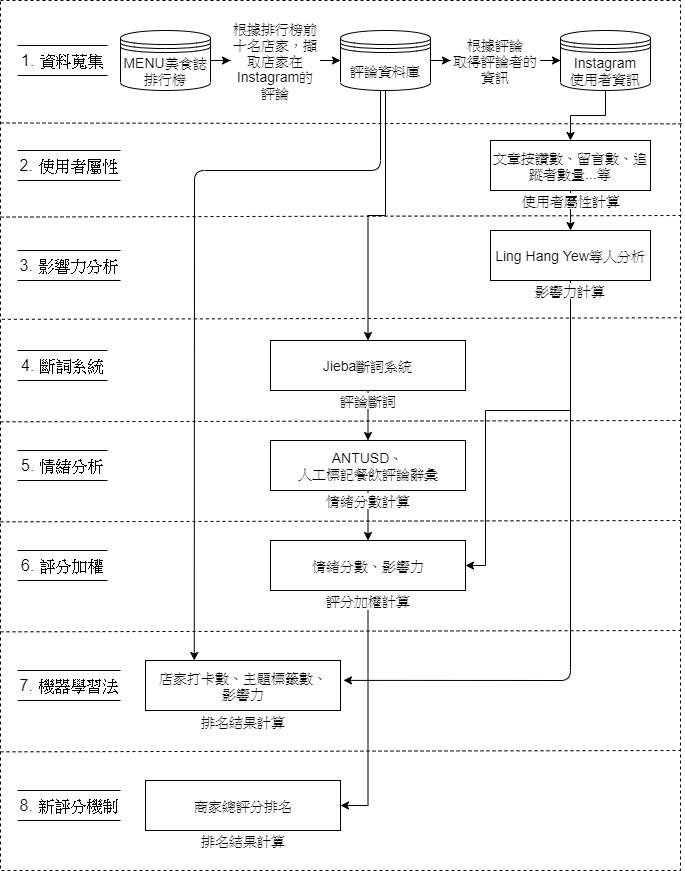 1. 資料蒐集
MENU美食誌
排行榜
根據排行榜前
十名店家，擷
取店家在
Instagram的
評論
評論資料庫
根據評論
取得評論者的
資訊
Instagram
使用者資訊
2. 使用者屬性
文章按讚數、留言數、追
蹤者數量...等
使用者屬性計算
3. 影響力分析
Ling Hang Yew等人分析
影響力計算
4. 斷詞系統
Jieba斷詞系統
評論斷詞
5. 情緒分析
ANTUSD、
人工標記餐飲評論辭彙
情緒分數計算
6. 評分加權
情緒分數、影響力
評分加權計算
7. 機器學習法
店家打卡數、主題標籤數、
影響力
排名結果計算
8. 新評分機制
商家總評分排名
排名結果計算